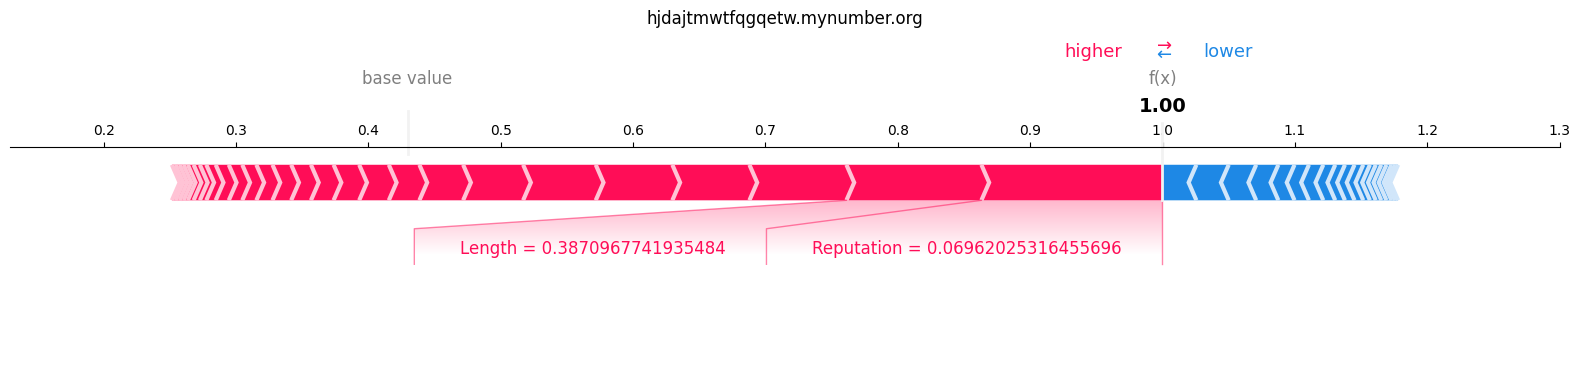 hjdajtmwtfqgqetw.mynumber.org
higher ⇄ lower
base value f(x)
1.00
0.2 0.3 0.4 0.5 0.6 0.7 0.8 0.9 1.0 1.1 1.2 1.3
Length = 0.3870967741935484 Reputation = 0.06962025316455696